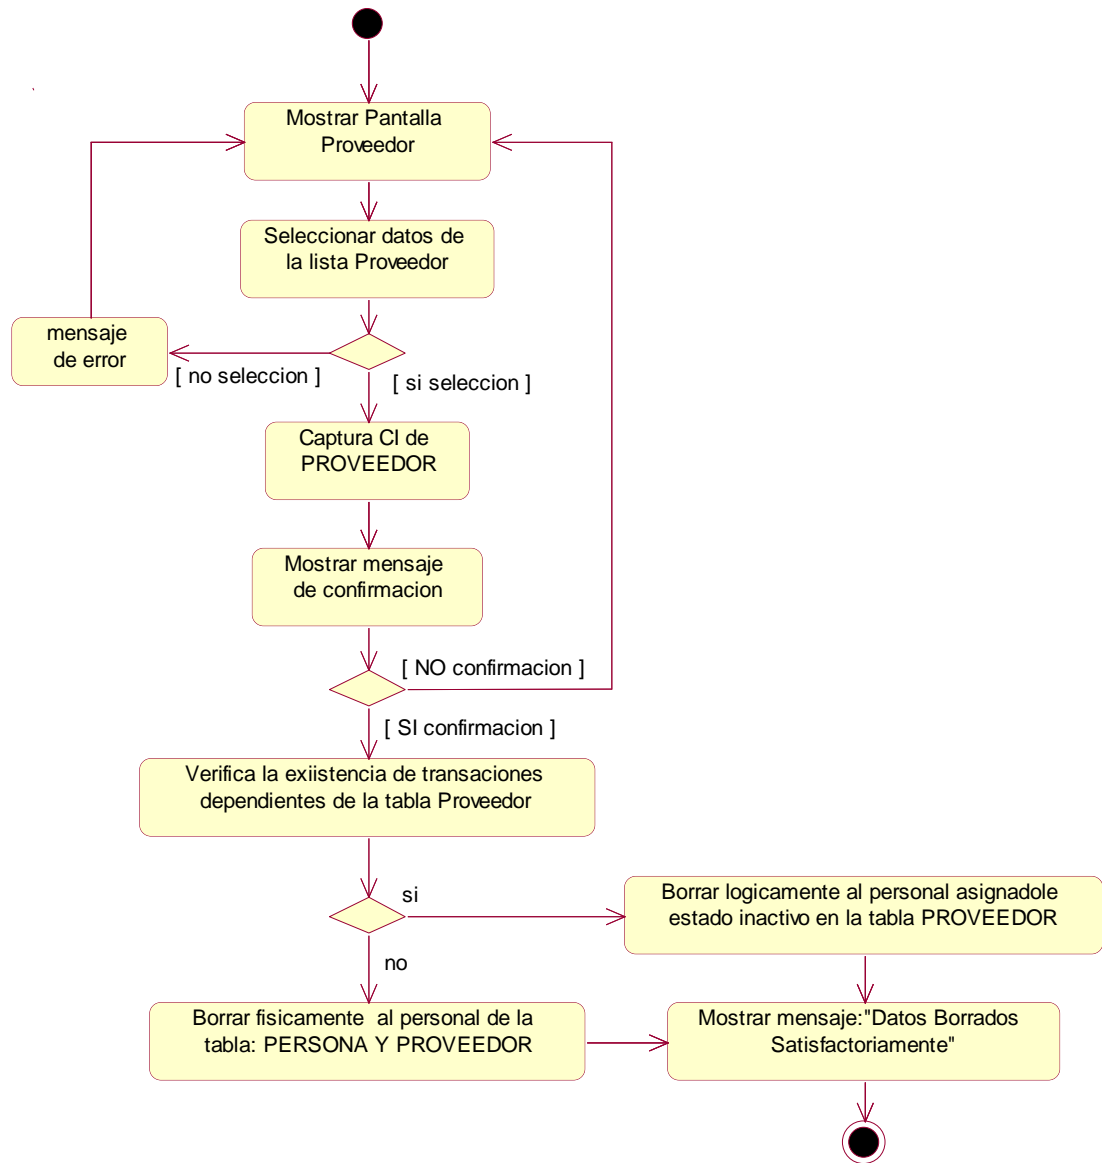 Mostrar Pantalla
Proveedor
Seleccionar datos de
la lista Proveedor
mensaje
de error
[ no seleccion ]
[ si seleccion ]
Captura CI de
PROVEEDOR
Mostrar mensaje
de confirmacion
[ NO confirmacion ]
[ SI confirmacion ]
Verifica la exiistencia de transaciones
dependientes de la tabla Proveedor
si
Borrar logicamente al personal asignadole
estado inactivo en la tabla PROVEEDOR
no
Borrar fisicamente al personal de la
tabla: PERSONA Y PROVEEDOR
Mostrar mensaje:"Datos Borrados
Satisfactoriamente"